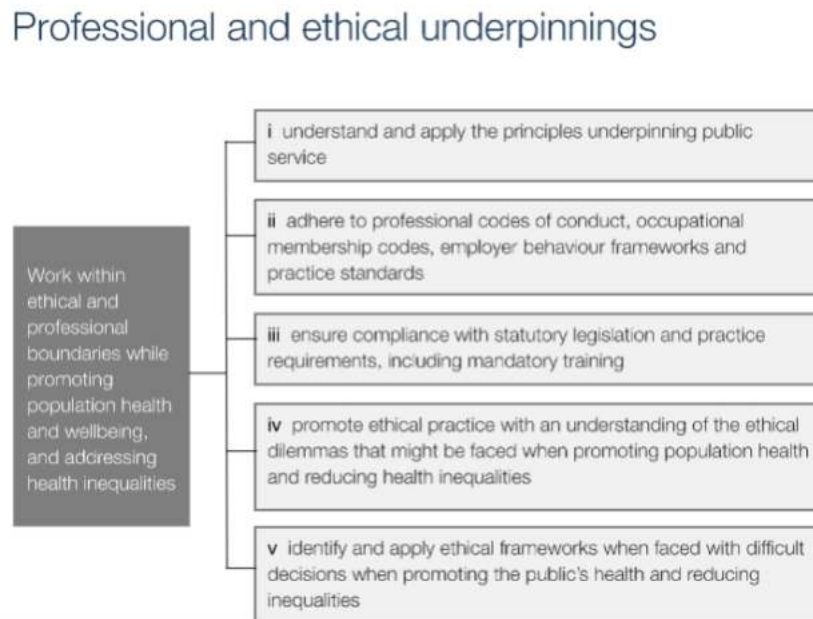 Professional and ethical underpinnings
Work within
ethical and
professional
boundaries while
promoting
population health
and wellbeing,
and addressing
health inequalities
i understand and apply the principles underpinning public
service
ii adhere to professional codes of conduct, occupational
membership codes, employer behaviour frameworks and
practice standards
iii ensure compliance with statutory legislation and practice
requirements, including mandatory training
iv promote ethical practice with an understanding of the ethical
dilemmas that might be faced when promoting population health
and reducing health inequalities
v identify and apply ethical frameworks when faced with difficult
decisions when promoting the public's health and reducing
inequalities